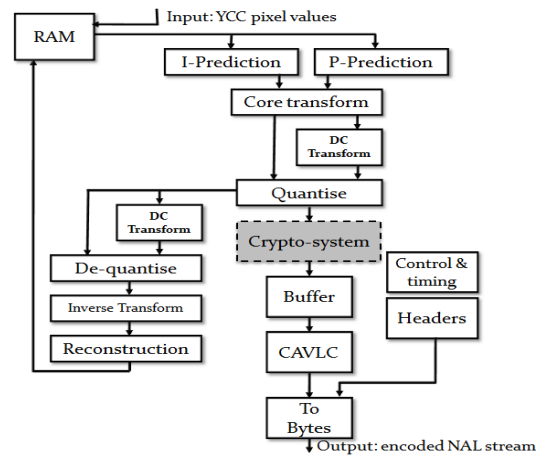 Input: YCC pixel values
RAM
I-Prediction
P-Prediction
Core transform
DC
Transform
Quantise
DC
Transform
Crypto-system
De-quantise
Control &
timing
Buffer
Inverse Transform
Headers
Reconstruction
CAVLC
To
Bytes
Output: encoded NAL stream